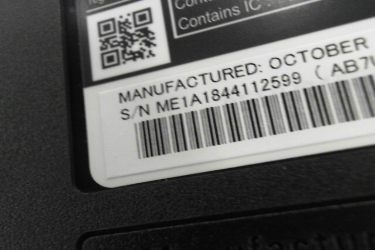 Contains IC :
MANUFACTURED: OCTOBER
S/N ME1A1844112599 ( AB7